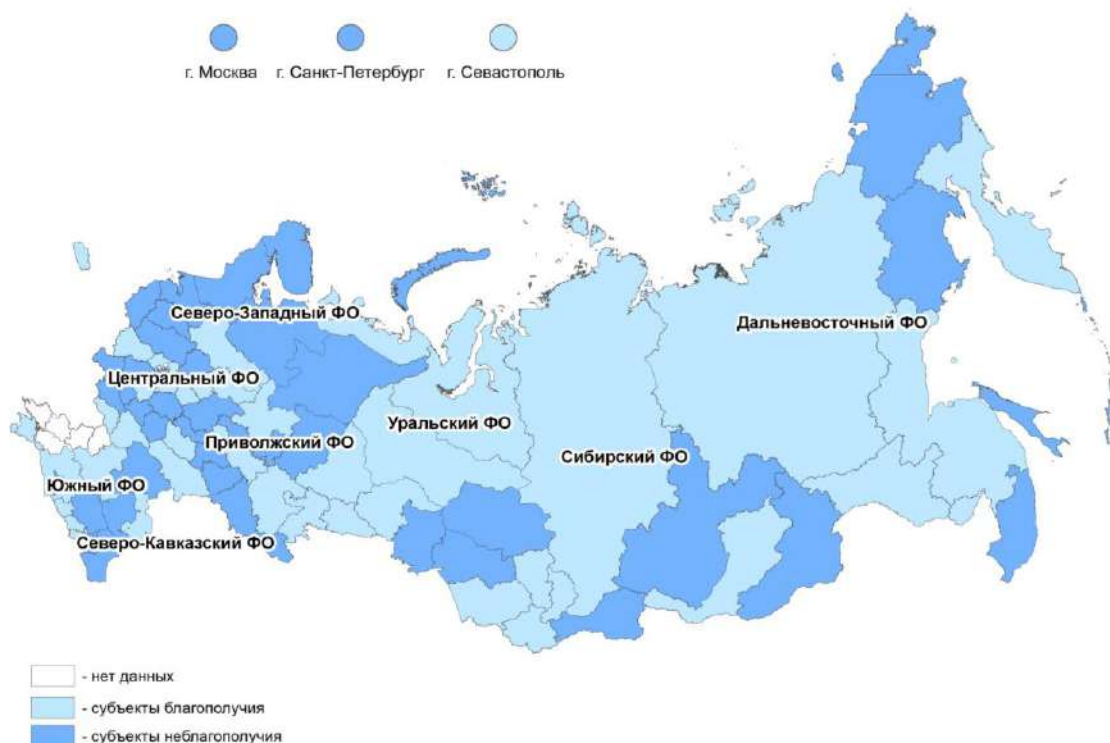 г. Москва г. Санкт-Петербург г. Севастополь
Северо-Западный ФО
Дальневосточный ФО
Центральный ФО
Уральский ФО
Приволжский ФО
Сибирский ФО
Южный ФО
Северо-Кавказский ФО
- нет данных
- субъекты благополучия
- субъекты неблагополучия